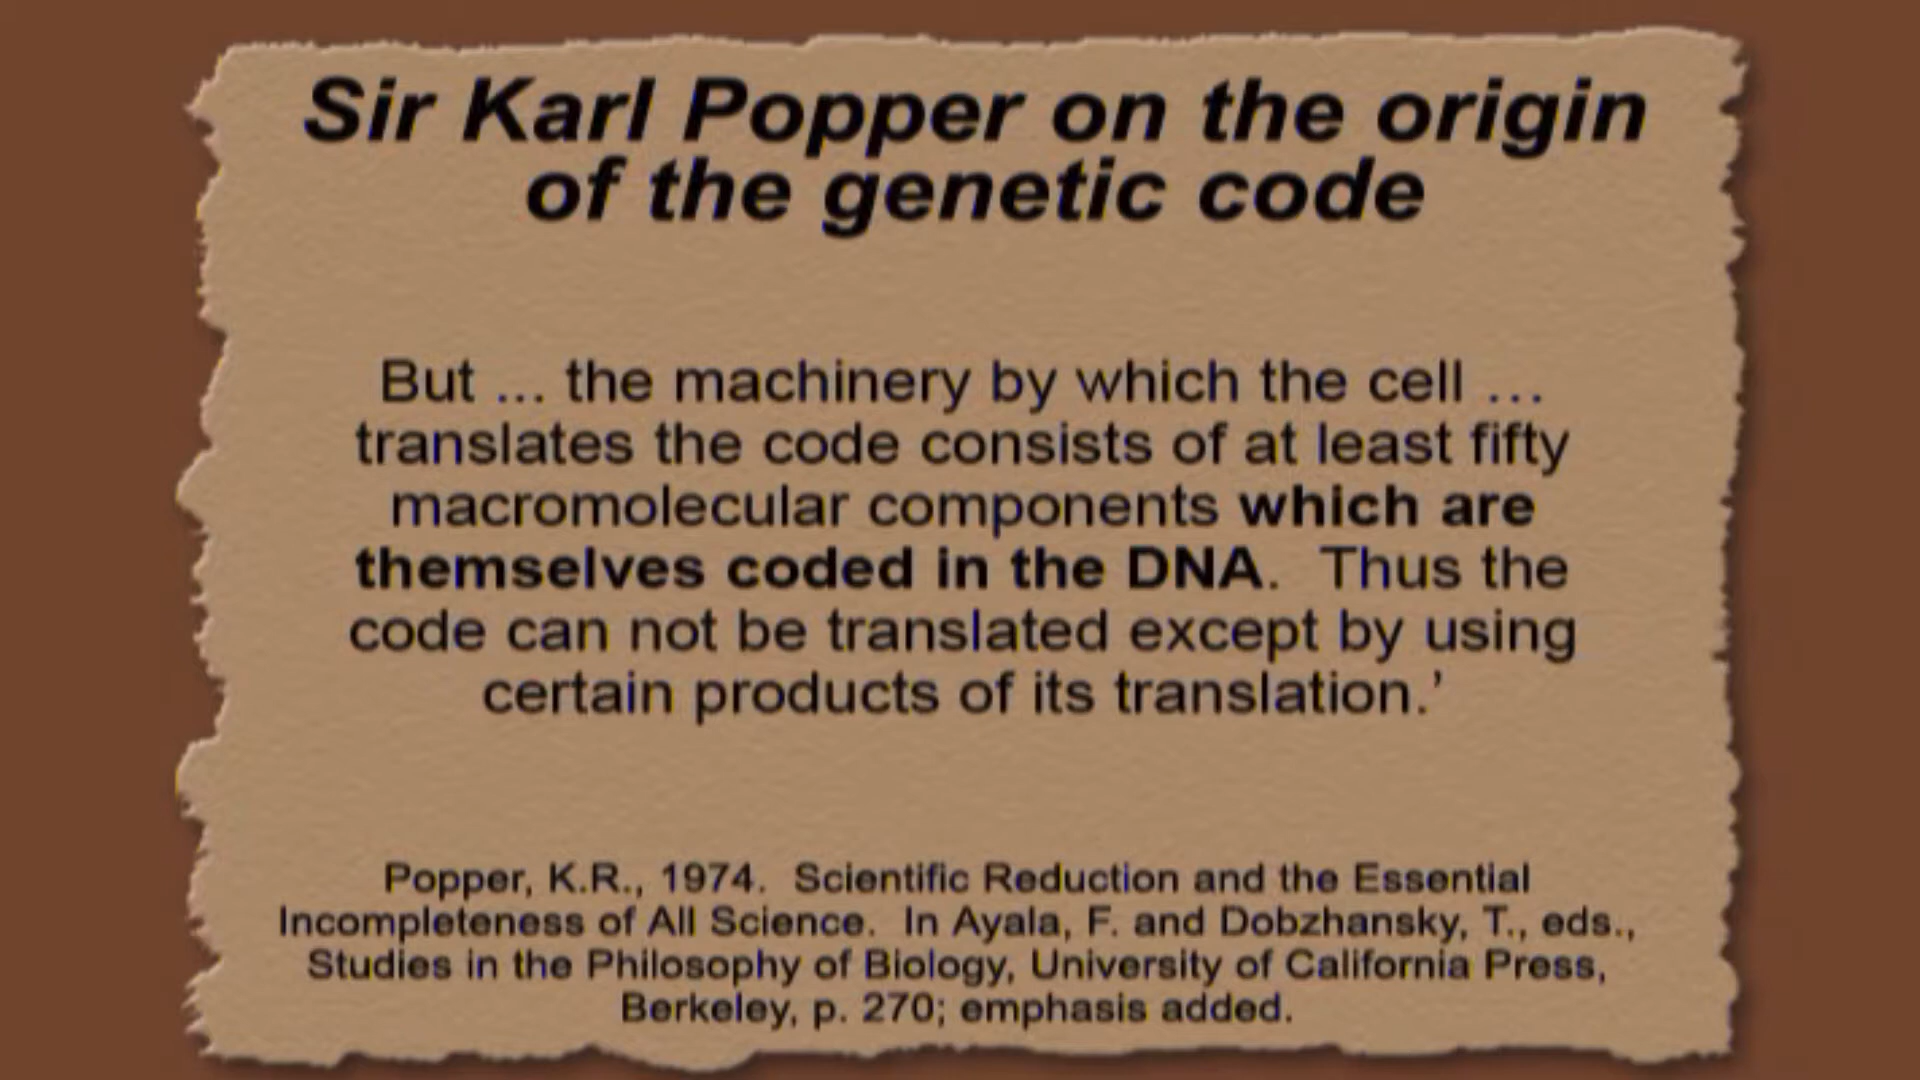 Sir Karl Popper on the origin
of the genetic code
But ... the machinery by which the cell ...
translates the code consists of at least fifty
macromolecular components which are
themselves coded in the DNA.  Thus the
code can not be translated except by using
certain products of its translation.’
Popper, K.R., 1974.  Scientific Reduction and the Essential
Incompleteness of All Science.  In Ayala, F. and Dobzhansky, T., eds.,
Studies in the Philosophy of Biology, University of California Press,
Berkeley, p. 270; emphasis added.